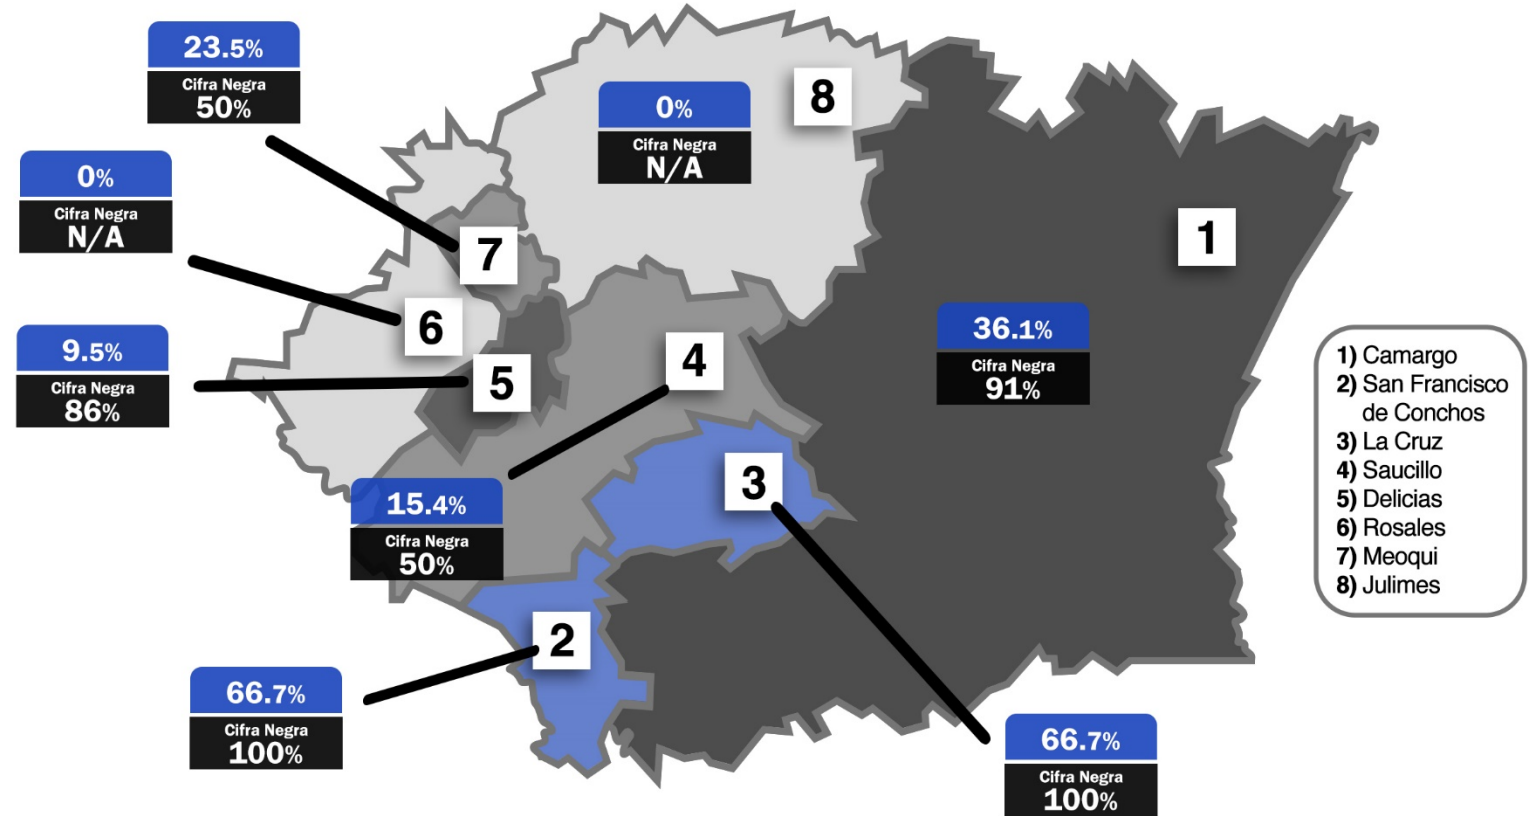 23.5%
Cifra Negra
50%
0%
Cifra Negra
N/A
8
0%
Cifra Negra
N/A
7
1
6
9.5%
Cifra Negra
86%
5
4
36.1%
Cifra Negra
91%
1) Camargo
2) San Francisco
de Conchos
3) La Cruz
4) Saucillo
5) Delicias
6) Rosales
7) Meoqui
8) Julimes
3
15.4%
Cifra Negra
50%
2
66.7%
Cifra Negra
100%
66.7%
Cifra Negra
100%